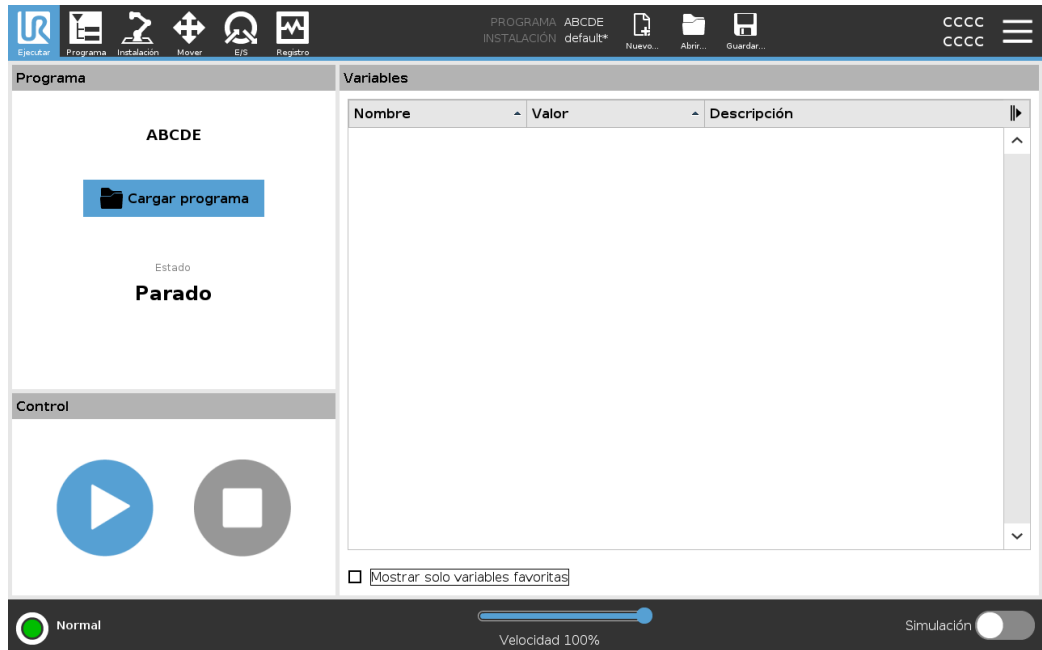 PROGRAMA ABCDE
INSTALACIÓN default*
CCCC
CCCC
Ejecutar Programa Instalación Mover E/S Registro
Nuevo... Abrir... Guardar...
Programa
Variables
ABCDE
Cargar programa
Estado
Parado
Nombre Valor Descripción
Control
Mostrar solo variables favoritas
Normal
Velocidad 100%
Simulación